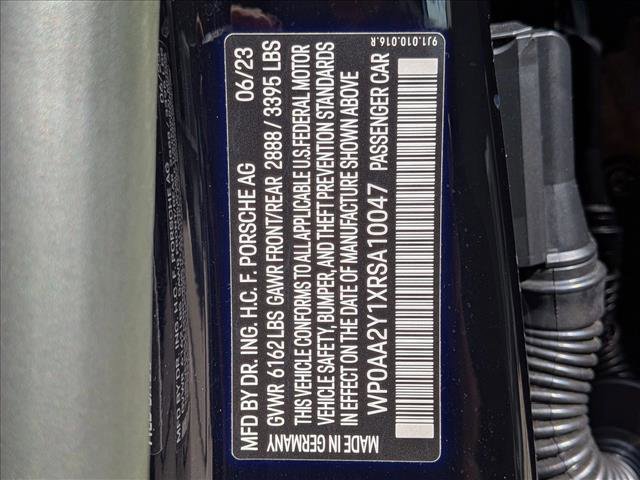 MFD BY DR. ING. H.C. F. PORSCHE AG 06/23
GVWR 6162LBS GAWR FRONT/REAR 2888 / 3395 LBS
THIS VEHICLE CONFORMS TO ALL APPLICABLE U.S.FEDERAL MOTOR
VEHICLE SAFETY, BUMPER, AND THEFT PREVENTION STANDARDS
IN EFFECT ON THE DATE OF MANUFACTURE SHOWN ABOVE
WP0AA2Y1XRSA10047 PASSENGER CAR
MADE IN GERMANY 9J1.010.016.R